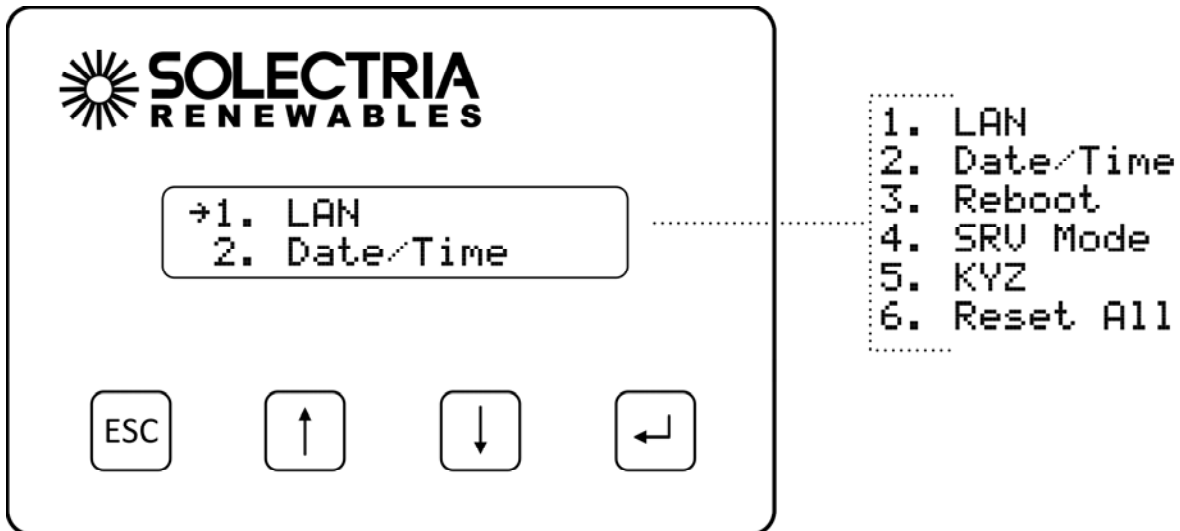 SOLECTRIA
RENEWABLES
→1. LAN
2. Date/Time
ESC
↑
↓
↵
1. LAN
2. Date/Time
3. Reboot
4. SRV Mode
5. KYZ
6. Reset All